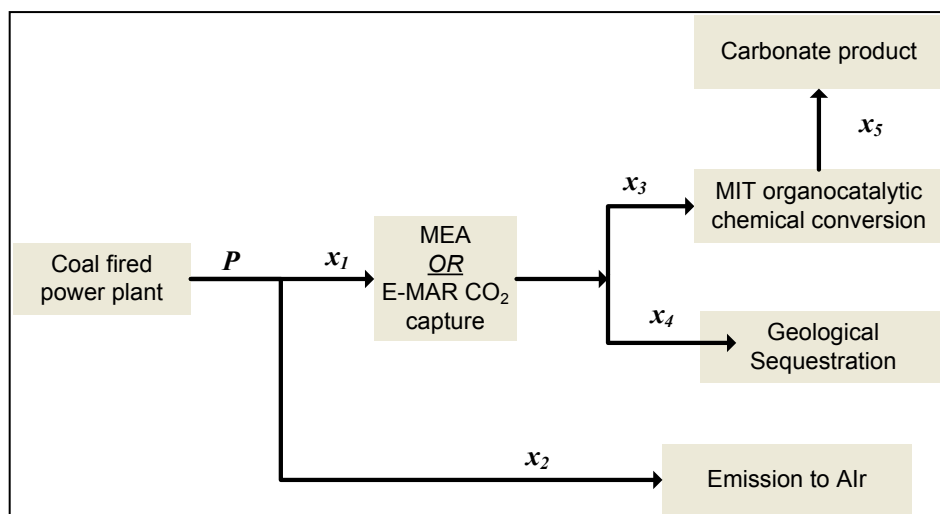 Carbonate product
x5
x3
MIT organocatalytic
chemical conversion
P
x1
MEA
OR
E-MAR CO2
capture
Coal fired
power plant
x4
Geological
Sequestration
x2
Emission to AIr